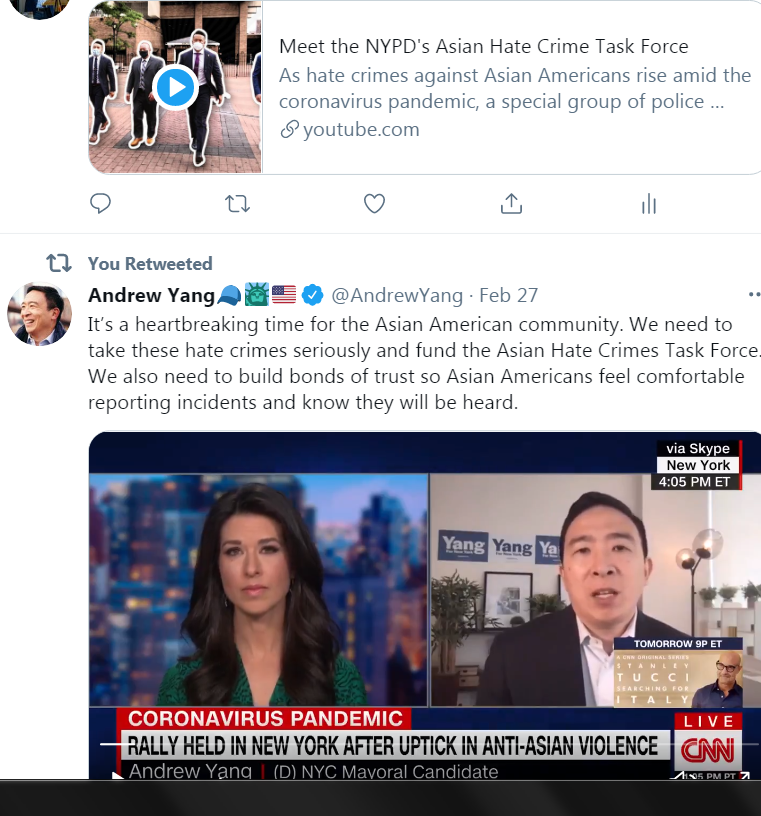 Meet the NYPD's Asian Hate Crime Task Force
As hate crimes against Asian Americans rise amid the
coronavirus pandemic, a special group of police ...
youtube.com
You Retweeted
Andrew Yang @AndrewYang · Feb 27
It's a heartbreaking time for the Asian American community. We need to
take these hate crimes seriously and fund the Asian Hate Crimes Task Force.
We also need to build bonds of trust so Asian Americans feel comfortable
reporting incidents and know they will be heard.
via Skype
New York
4:05 PM ET
Yang
Yang
Ya
TOMORROW 9P ET
A CNN ORIGINAL SERIES
STANLEY
TUCCI
SEARCHING FOR
ITALY
CORONAVIRUS PANDEMIC
RALLY HELD IN NEW YORK AFTER UPTICK IN ANTI-ASIAN VIOLENCE
Andrew Yang | (D) NYC Mayoral Candidate
LIVE
CNN